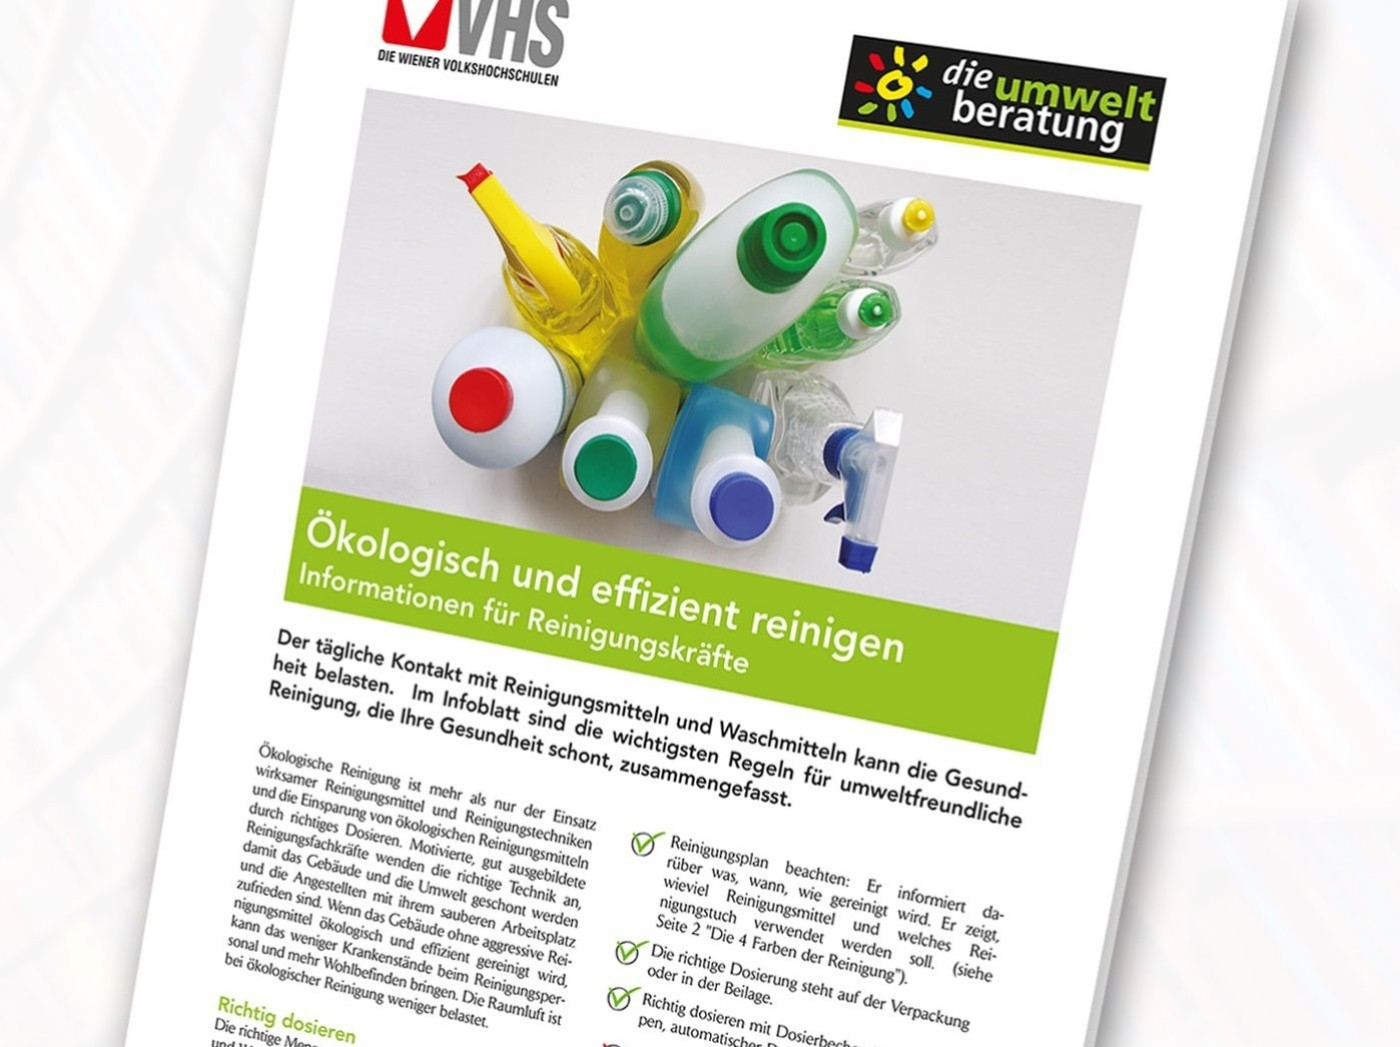 VHS
DIE WIENER VOLKSHOCHSCHULEN
die umwelt
beratung
Ökologisch und effizient reinigen
Informationen für Reinigungskräfte
Der tägliche Kontakt mit Reinigungsmitteln und Waschmitteln kann die Gesund-
heit belasten. Im Infoblatt sind die wichtigsten Regeln für umweltfreundliche
Reinigung, die Ihre Gesundheit schont, zusammengefasst.
Ökologische Reinigung ist mehr als nur der Einsatz
wirksamer Reinigungsmittel und Reinigungstechniken
und die Einsparung von ökologischen Reinigungsmitteln
durch richtiges Dosieren. Motivierte, gut ausgebildete
Reinigungsfachkräfte wenden die richtige Technik an,
damit das Gebäude und die Umwelt geschont werden
und die Angestellten mit ihrem sauberen Arbeitsplatz
zufrieden sind. Wenn das Gebäude ohne aggressive Rei-
nigungsmittel ökologisch und effizient gereinigt wird,
kann das weniger Krankenstände beim Reinigungsper-
sonal und mehr Wohlbefinden bringen. Die Raumluft ist
bei ökologischer Reinigung weniger belastet.
Richtig dosieren
Die richtige
und
Reinigungsplan beachten: Er informiert da-
rüber was, wann, wie gereinigt wird. Er zeigt,
wieviel Reinigungsmittel und welches Rei-
nigungstuch verwendet werden soll. (siehe
Seite 2 "Die 4 Farben der Reinigung").
Die richtige Dosierung steht auf der Verpackung
oder in der Beilage.
Richtig dosieren mit
pen, automatischer